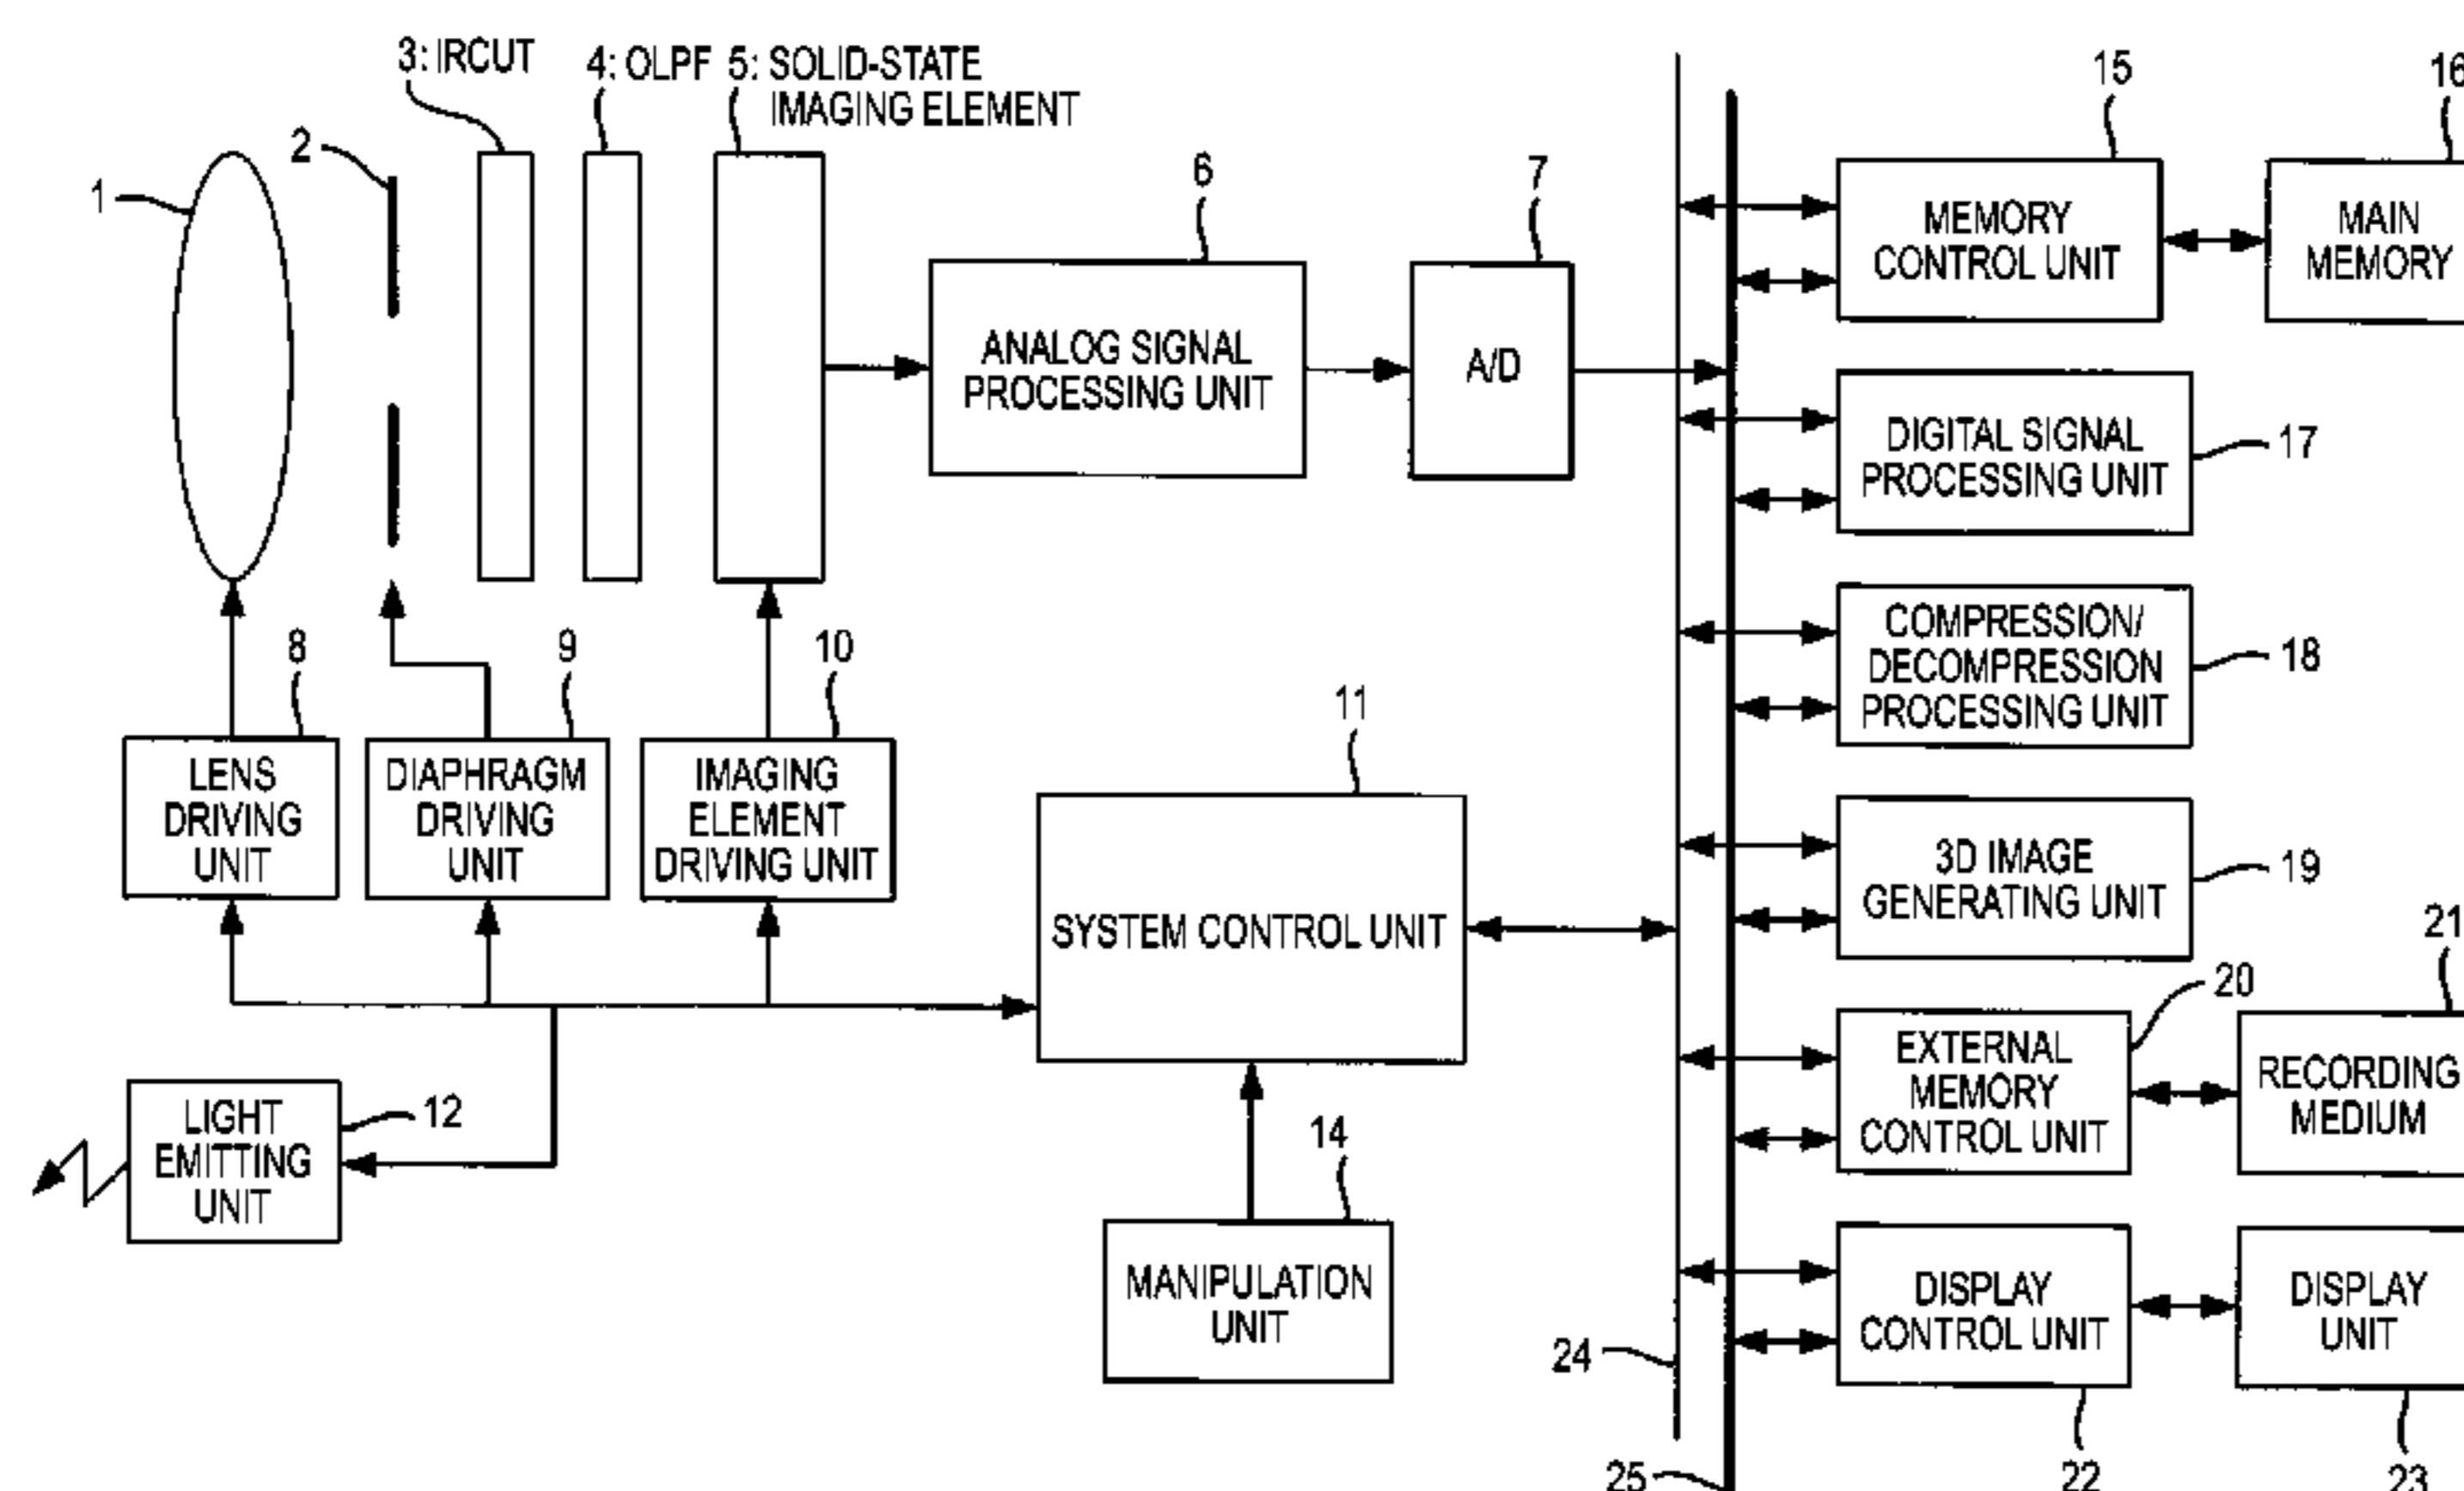 3: IRCUT
4: OLPF
5: SOLID-STATE
IMAGING ELEMENT
1
2
6
ANALOG SIGNAL
PROCESSING UNIT
7
A/D
15
MEMORY
CONTROL UNIT
16
MAIN
MEMORY
DIGITAL SIGNAL
PROCESSING UNIT
17
COMPRESSION/
DECOMPRESSION
PROCESSING UNIT
18
8
LENS
DRIVING
UNIT
9
DIAPHRAGM
DRIVING
UNIT
10
IMAGING
ELEMENT
DRIVING UNIT
11
SYSTEM CONTROL UNIT
3D IMAGE
GENERATING UNIT
19
20
EXTERNAL
MEMORY
CONTROL UNIT
21
RECORDING
MEDIUM
LIGHT
EMITTING
UNIT
12
14
MANIPULATION
UNIT
DISPLAY
CONTROL UNIT
DISPLAY
UNIT
24
25
22
23